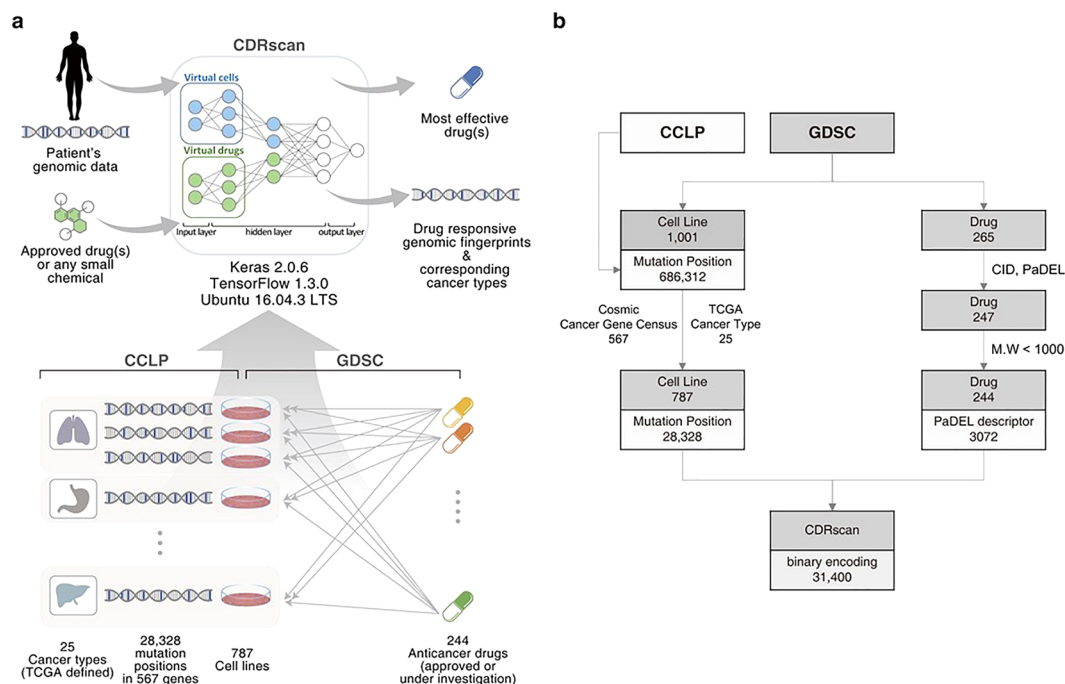 a
CDRscan
Virtual cells
Virtual drugs
Input layer
hidden layer
output layer
Patient's
genomic data
Approved drug(s)
or any small
chemical
Most effective
drug(s)
Drug responsive
genomic fingerprints
&
corresponding
cancer types
Keras 2.0.6
TensorFlow 1.3.0
Ubuntu 16.04.3 LTS
CCLP
GDSC
25
Cancer types
(TCGA defined)
28,328
mutation
positions
in 567 genes
787
Cell lines
244
Anticancer drugs
(approved or
under investigation)
b
CCLP
GDSC
Cell Line
1,001
Mutation Position
686,312
Cosmic
Cancer Gene Census
567
TCGA
Cancer Type
25
Cell Line
787
Mutation Position
28,328
Drug
265
CID, PaDEL
Drug
247
M.W < 1000
Drug
244
PaDEL descriptor
3072
CDRscan
binary encoding
31,400